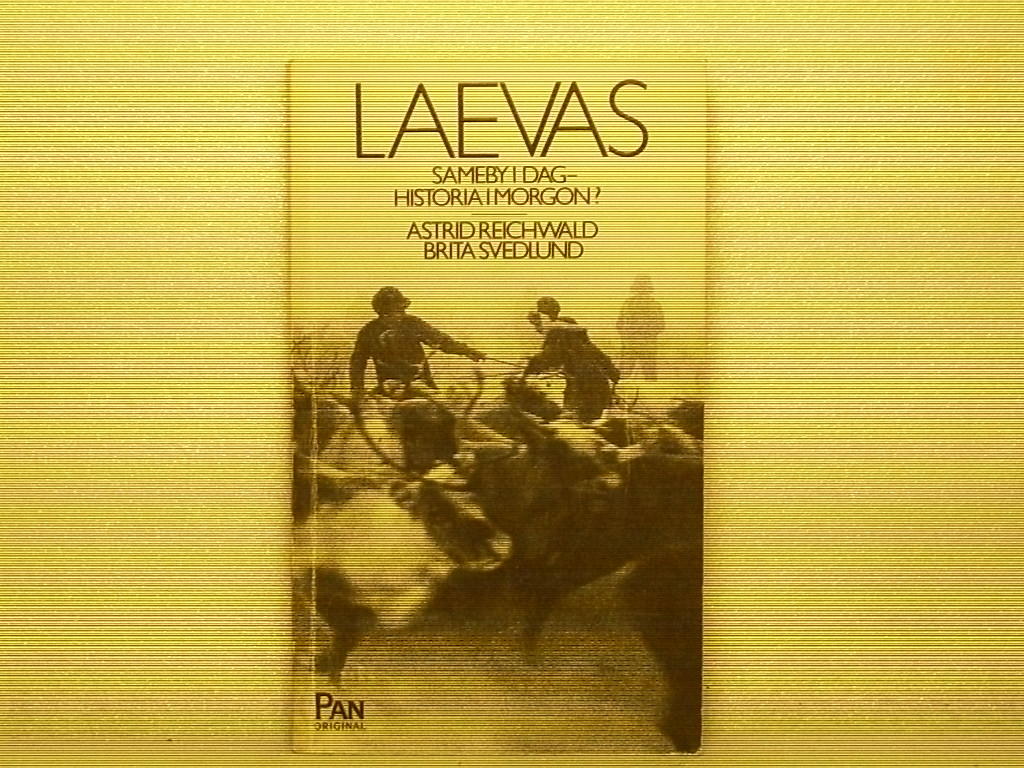 LAEVAS
SAMEBY I DAG–
HISTORIA I MORGON?
ASTRID REICHWALD
BRITA SVEDLUND
PAN
ORIGINAL